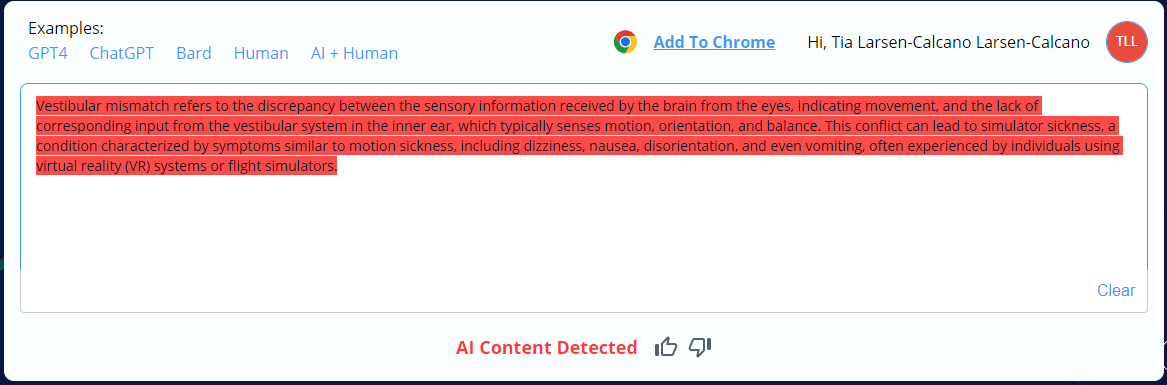 Examples:
GPT4 ChatGPT Bard Human AI + Human
Add To Chrome Hi, Tia Larsen-Calcano Larsen-Calcano TLL
Vestibular mismatch refers to the discrepancy between the sensory information received by the brain from the eyes, indicating movement, and the lack of
corresponding input from the vestibular system in the inner ear, which typically senses motion, orientation, and balance. This conflict can lead to simulator sickness, a
condition characterized by symptoms similar to motion sickness, including dizziness, nausea, disorientation, and even vomiting, often experienced by individuals using
virtual reality (VR) systems or flight simulators.
Clear
AI Content Detected